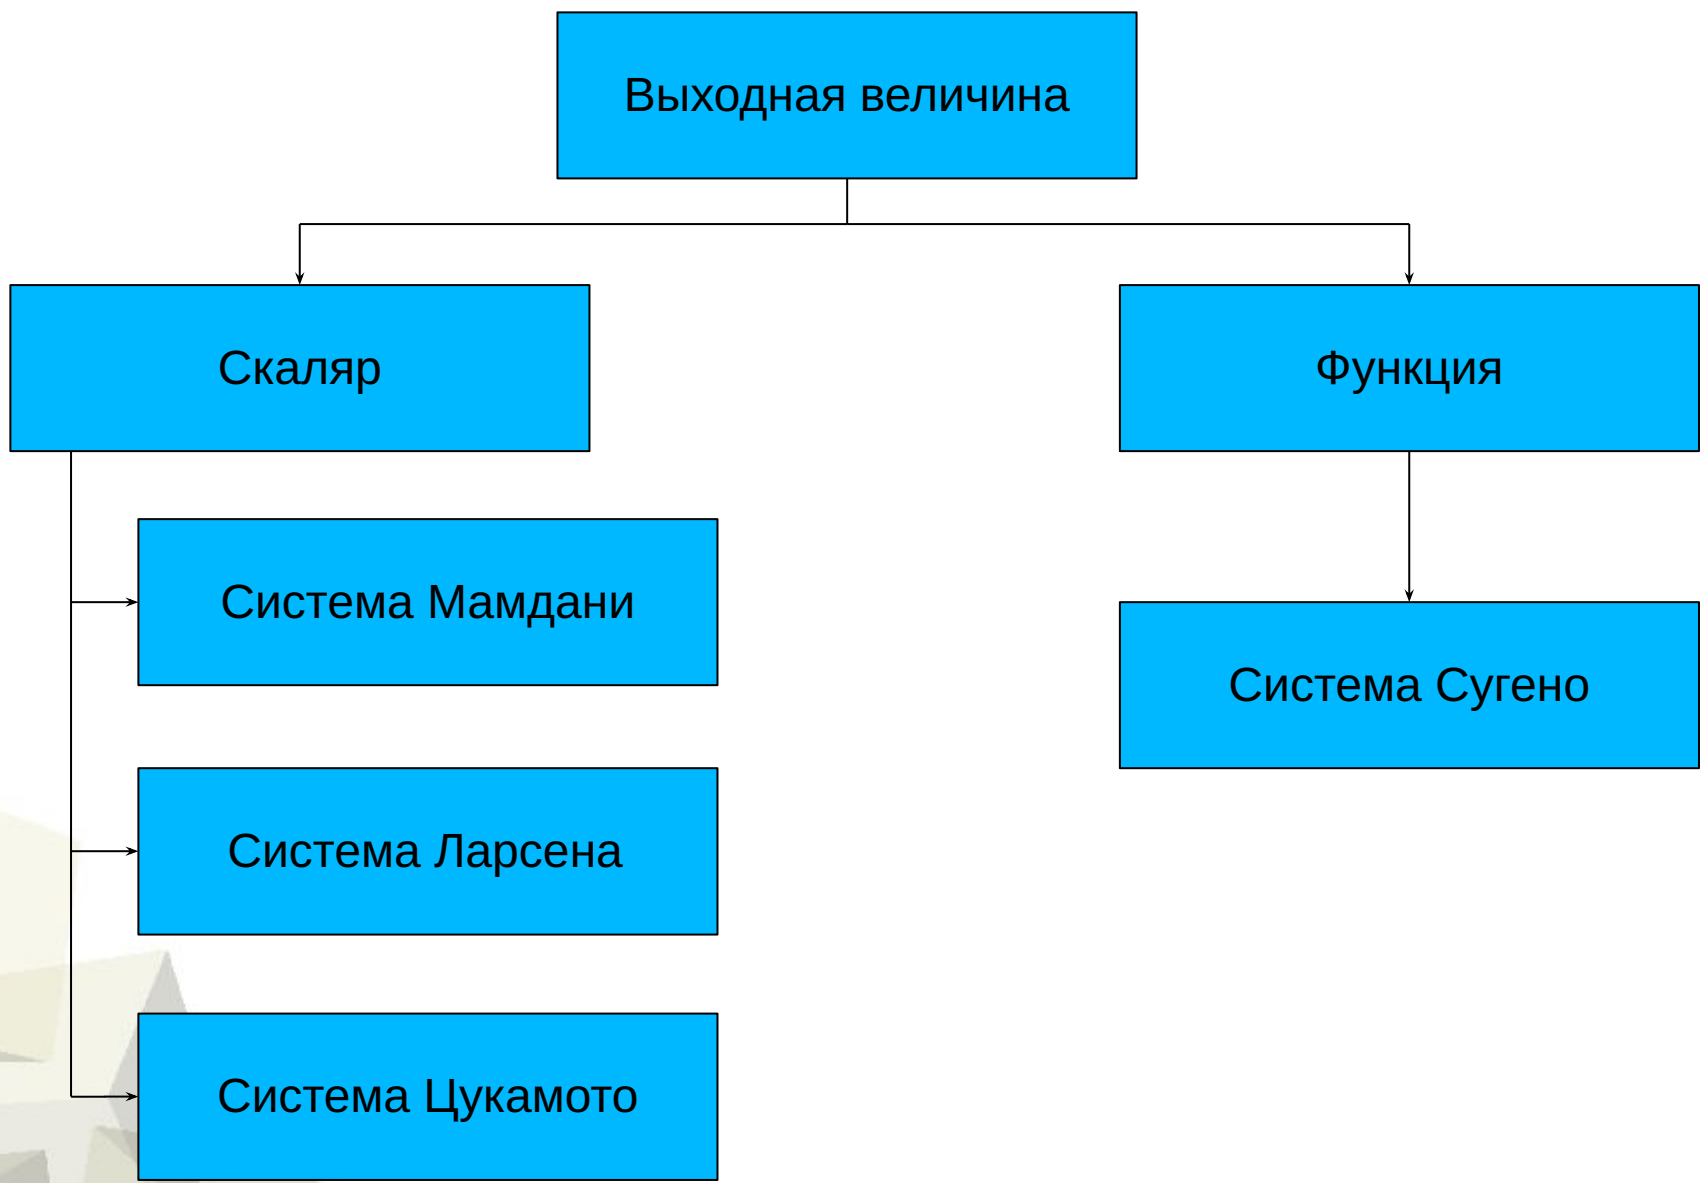 Выходная величина
Скаляр
Функция
Система Мамдани
Система Сугено
Система Ларсена
Система Цукамото